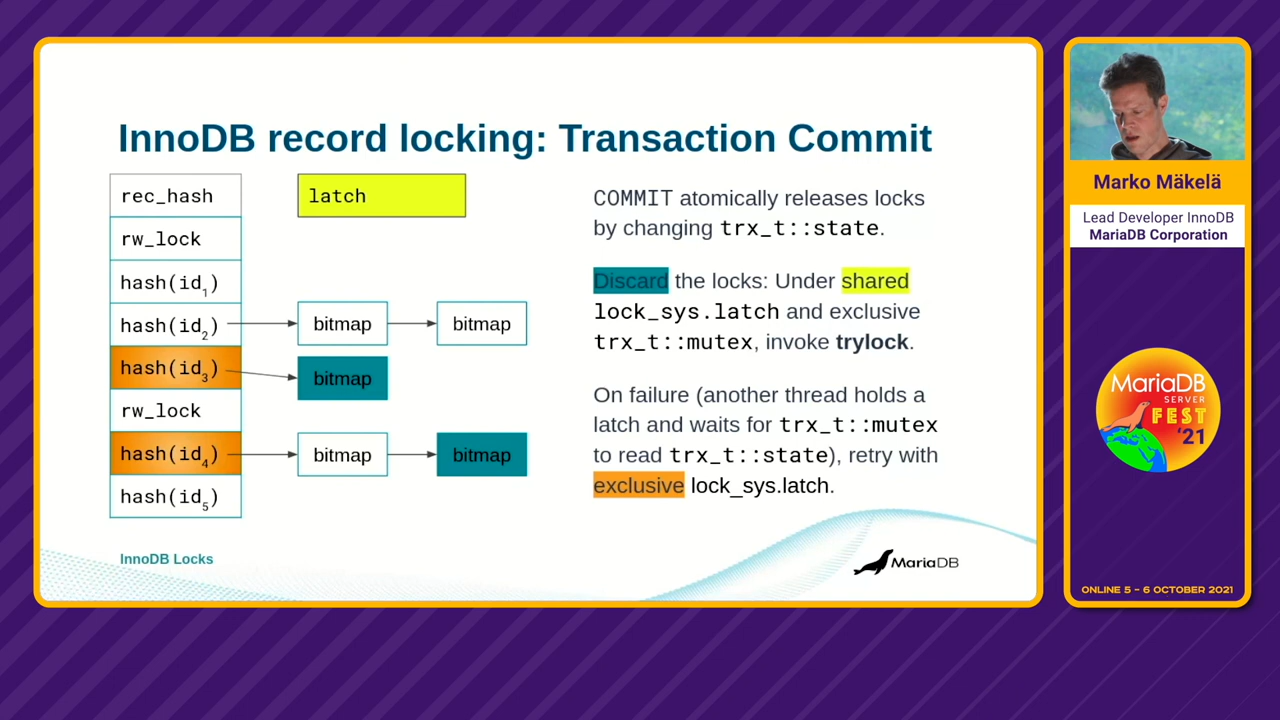 InnoDB record locking: Transaction Commit
rec_hash
rw_lock
hash(id1)
hash(id2)
hash(id3)
rw_lock
hash(id4)
hash(id5)
latch
bitmap
bitmap
bitmap
bitmap
bitmap
COMMIT atomically releases locks
by changing trx_t::state.
Discard the locks: Under shared
lock_sys.latch and exclusive
trx_t::mutex, invoke trylock.
On failure (another thread holds a
latch and waits for trx_t::mutex
to read trx_t::state), retry with
exclusive lock_sys.latch.
InnoDB Locks
MariaDB
Marko Mäkelä
Lead Developer InnoDB
MariaDB Corporation
MariaDB
SERVER
FEST
'21
ONLINE 5 – 6 OCTOBER 2021